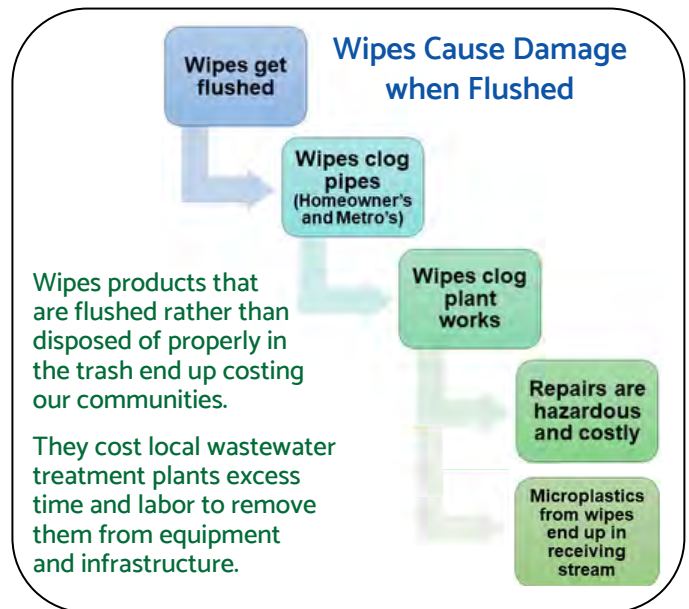 Wipes Cause Damage
when Flushed
Wipes get
flushed
Wipes clog
pipes
(Homeowner's
and Metro's)
Wipes clog
plant
works
Repairs are
hazardous
and costly
Microplastics
from wipes
end up in
receiving
stream
Wipes products that
are flushed rather than
disposed of properly in
the trash end up costing
our communities.
They cost local wastewater
treatment plants excess
time and labor to remove
them from equipment
and infrastructure.